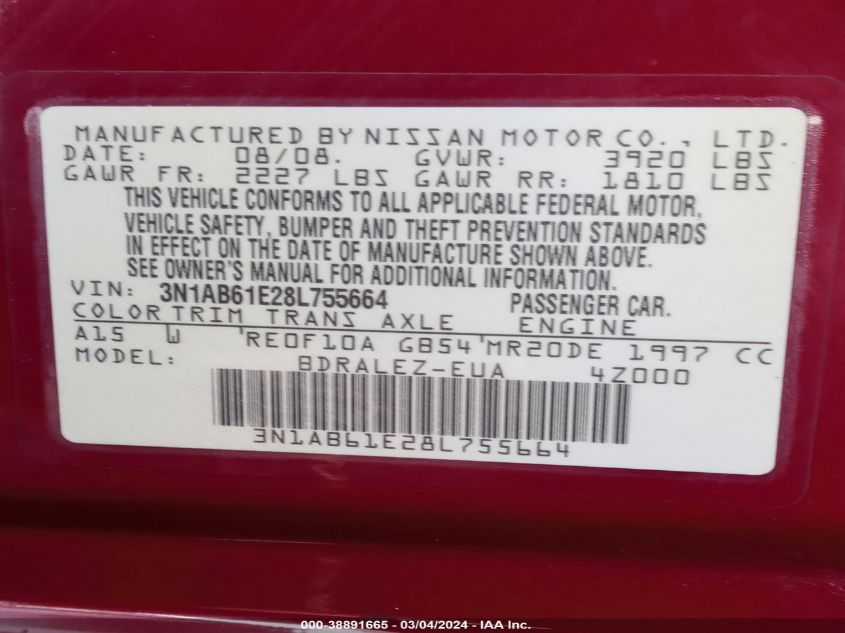 MANUFACTURED BY NISSAN MOTOR CO., LTD.
DATE: 08/08. GVWR: 3920 LBS
GAWR FR: 2227 LBS GAWR RR: 1810 LBS
THIS VEHICLE CONFORMS TO ALL APPLICABLE FEDERAL MOTOR,
VEHICLE SAFETY, BUMPER AND THEFT PREVENTION STANDARDS
IN EFFECT ON THE DATE OF MANUFACTURE SHOWN ABOVE.
SEE OWNER'S MANUAL FOR ADDITIONAL INFORMATION.
VIN: 3N1AB61E28L755664 PASSENGER CAR.
COLOR TRIM TRANS AXLE ENGINE
A15 W 'RE0F10A GB54'MR20DE 1997 CC
MODEL: BDRALEZ-EUA 4Z000
3N1AB61E28L755664
000-38891665 - 03/04/2024 - IAA Inc.